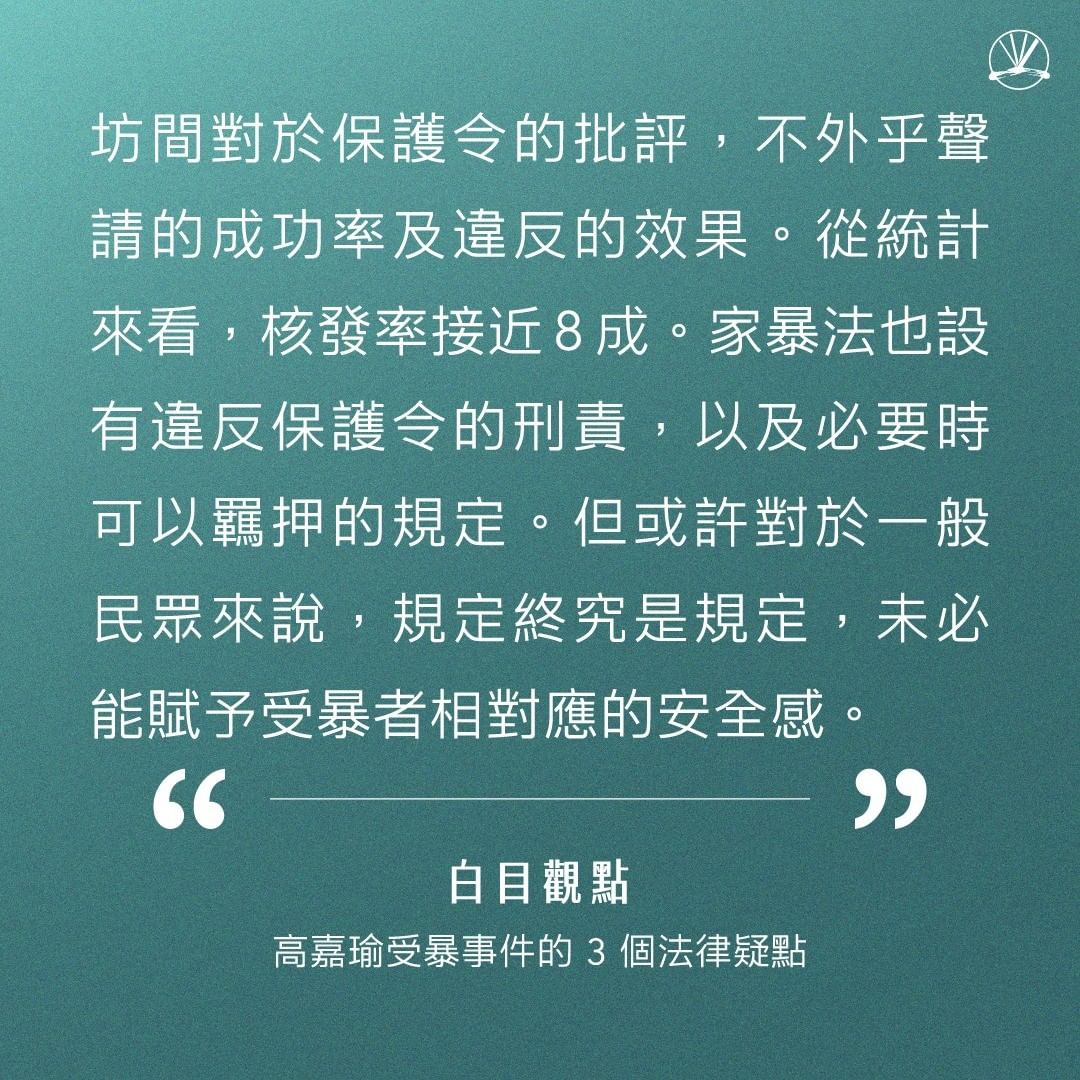 坊間對於保護令的批評，不外乎聲
請的成功率及違反的效果。從統計
來看，核發率接近8成。家暴法也設
有違反保護令的刑責，以及必要時
可以羈押的規定。但或許對於一般
民眾來說，規定終究是規定，未必
能賦予受暴者相對應的安全感。
“ ”
白目觀點
高嘉瑜受暴事件的 3 個法律疑點